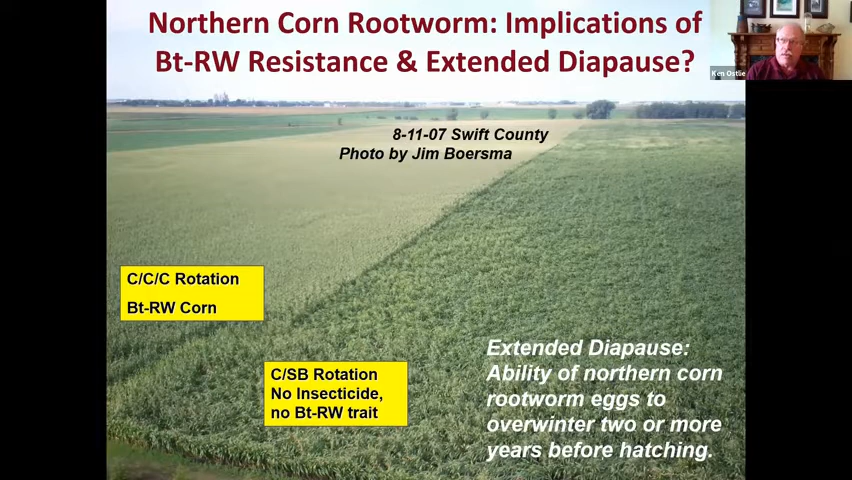 Northern Corn Rootworm: Implications of
Bt-RW Resistance & Extended Diapause?
Ken Ostlie
8-11-07 Swift County
Photo by Jim Boersma
C/C/C Rotation
Bt-RW Corn
C/SB Rotation
No Insecticide,
no Bt-RW trait
Extended Diapause:
Ability of northern corn
rootworm eggs to
overwinter two or more
years before hatching.